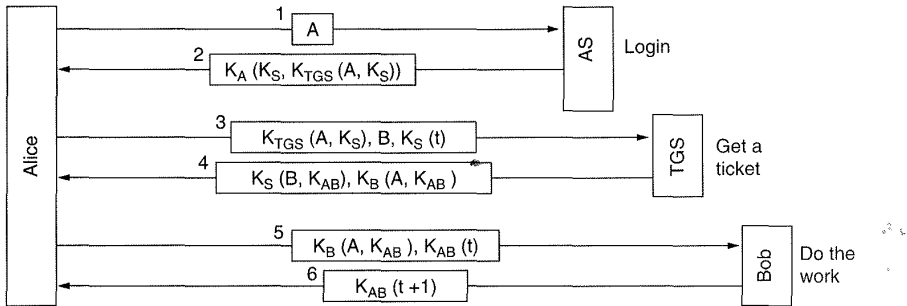 1
A
AS
Login
2
K_A (K_S, K_TGS (A, K_S))
Alice
3
K_TGS (A, K_S), B, K_S (t)
TGS
Get a
ticket
4
K_S (B, K_AB), K_B (A, K_AB )
5
K_B (A, K_AB ), K_AB (t)
Bob
Do the
work
6
K_AB (t +1)